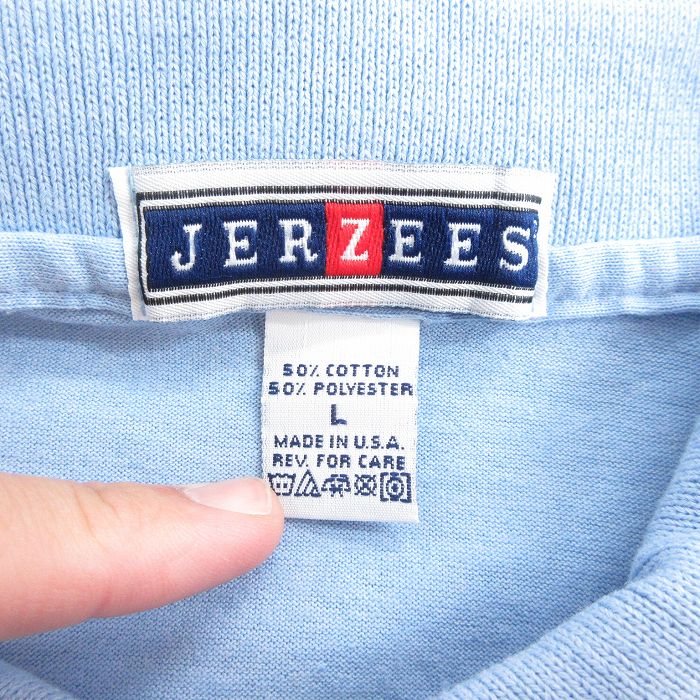 JERZEES
50% COTTON
50% POLYESTER
L
MADE IN U.S.A.
REV. FOR CARE